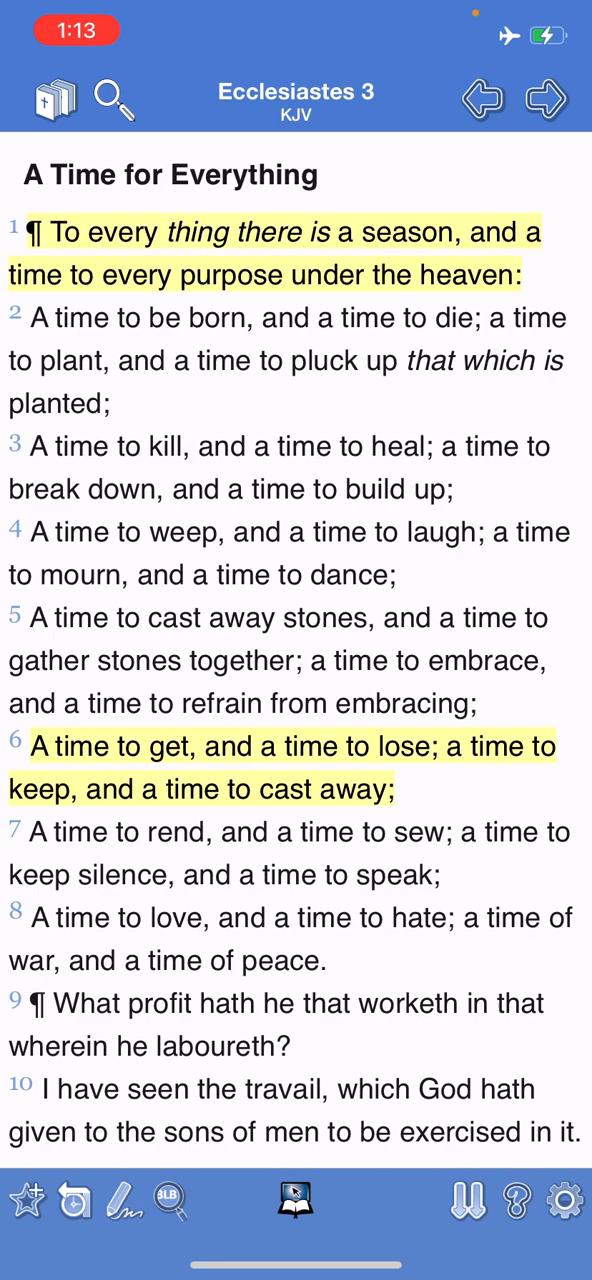 1:13
Ecclesiastes 3
KJV
A Time for Everything
1 ¶ To every thing there is a season, and a
time to every purpose under the heaven:
2 A time to be born, and a time to die; a time
to plant, and a time to pluck up that which is
planted;
3 A time to kill, and a time to heal; a time to
break down, and a time to build up;
4 A time to weep, and a time to laugh; a time
to mourn, and a time to dance;
5 A time to cast away stones, and a time to
gather stones together; a time to embrace,
and a time to refrain from embracing;
6 A time to get, and a time to lose; a time to
keep, and a time to cast away;
7 A time to rend, and a time to sew; a time to
keep silence, and a time to speak;
8 A time to love, and a time to hate; a time of
war, and a time of peace.
9 ¶ What profit hath he that worketh in that
wherein he laboureth?
10 I have seen the travail, which God hath
given to the sons of men to be exercised in it.
BLB